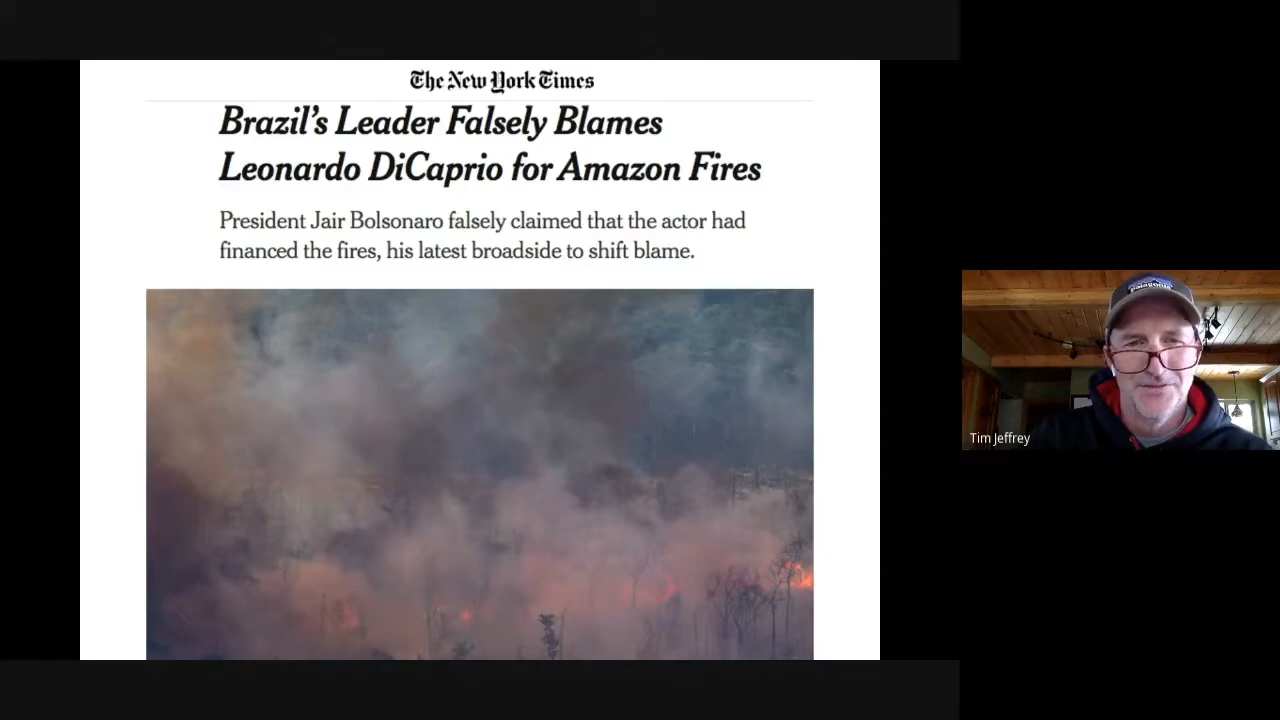 The New York Times
Brazil's Leader Falsely Blames
Leonardo DiCaprio for Amazon Fires
President Jair Bolsonaro falsely claimed that the actor had
financed the fires, his latest broadside to shift blame.
patagonia
Tim Jeffrey